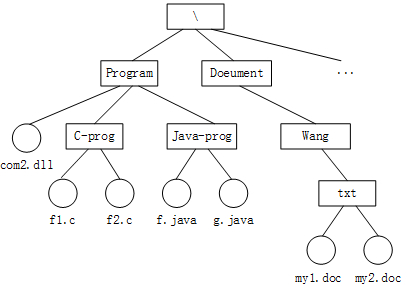 \
Program Doeument ...
C-prog Java-prog Wang
com2.dll
txt
f1.c f2.c f.java g.java
my1.doc my2.doc